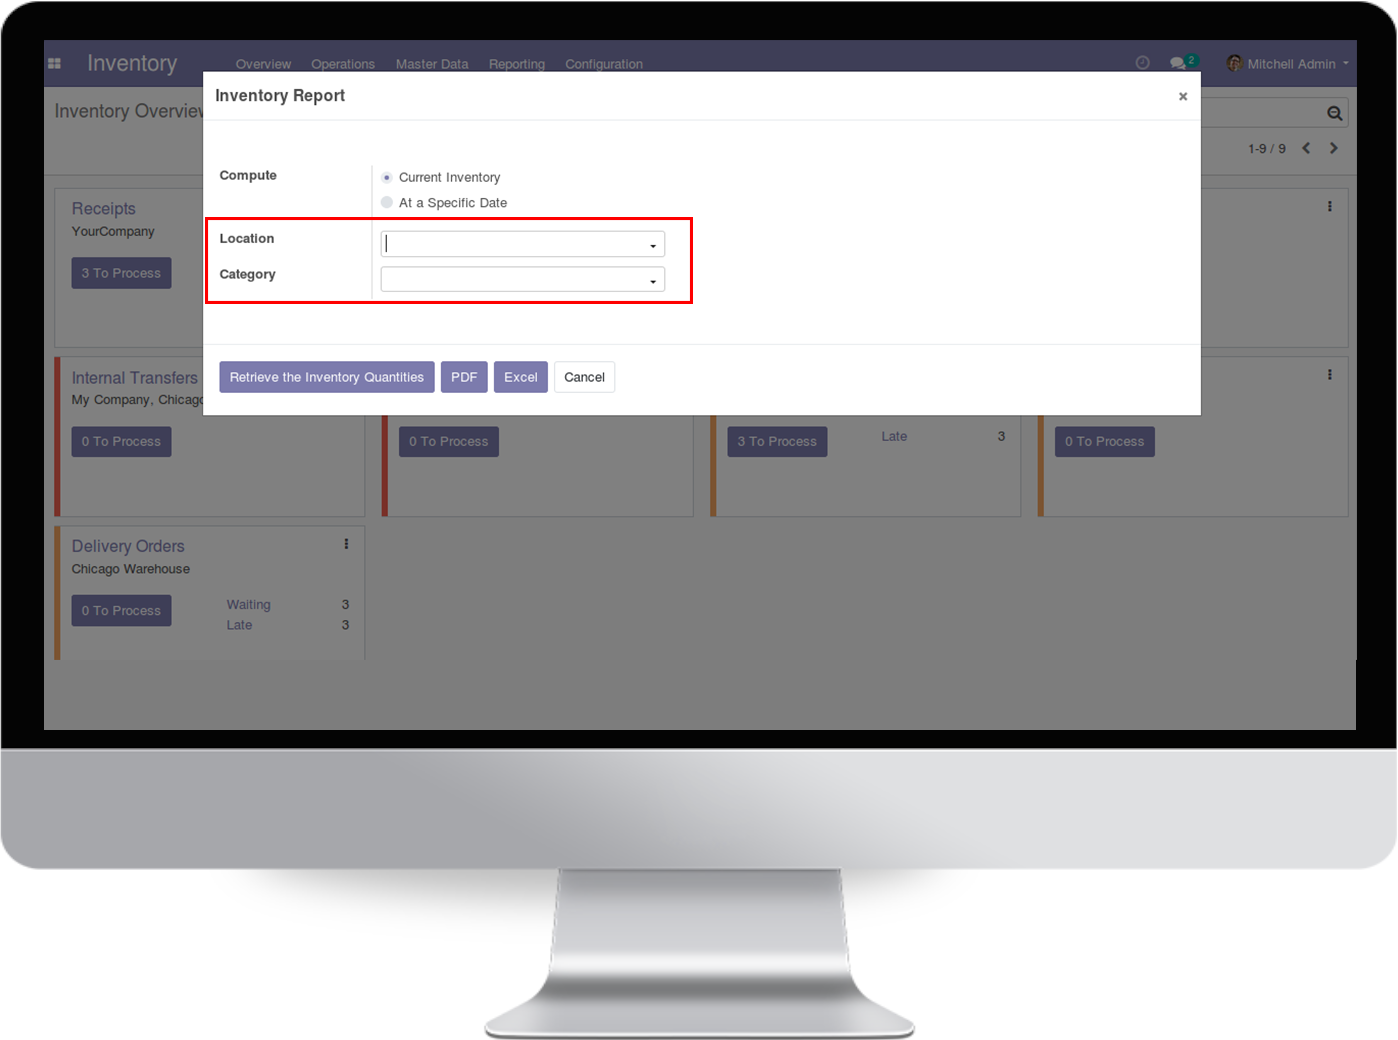 Inventory Overview Operations Master Data Reporting Configuration 2 Mitchell Admin
Inventory Report ×
Inventory Overview
1-9 / 9
Compute Current Inventory
At a Specific Date
Location
Category
Retrieve the Inventory Quantities PDF Excel Cancel
Receipts
YourCompany
3 To Process
Internal Transfers
My Company, Chicago
0 To Process
0 To Process
3 To Process Late 3
0 To Process
Delivery Orders
Chicago Warehouse
0 To Process Waiting 3
Late 3